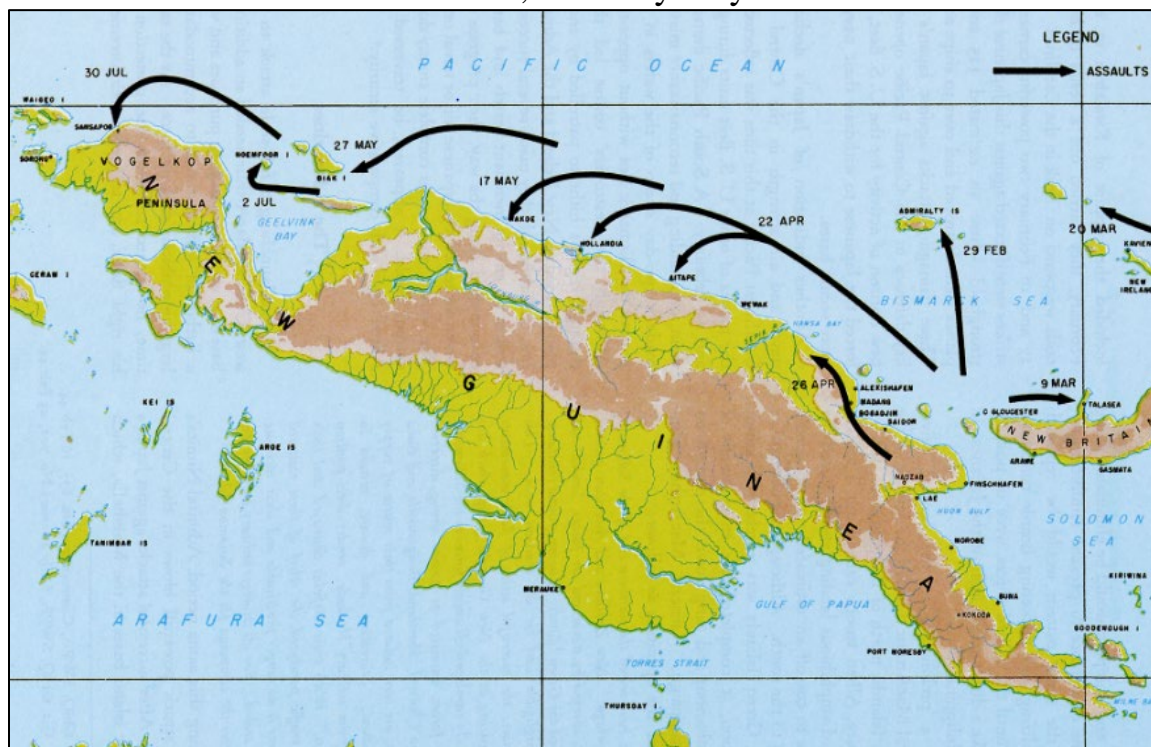 LEGEND
ASSAULTS
PACIFIC OCEAN
30 JUL
WAIGEO I
SANSAPOR
SORONG
VOGELKOP
PENINSULA
NOEMFOOR I
2 JUL
GEELVINK
BAY
27 MAY
BIAK I
17 MAY
WAKDE I
HOLLANDIA
22 APR
AITAPE
WEWAK
ADMIRALTY IS
29 FEB
20 MAR
KAVIENG
NEW
IRELAND
BISMARCK SEA
CERAM I
SEPIK
HANSA BAY
26 APR
ALEXISHAFEN
MADANG
BOGADJIM
SAIDOR
9 MAR
TALASEA
C GLOUCESTER
NEW BRITAIN
ARAWE
GASMATA
NEW GUINEA
KEI IS
AROE IS
NADZAB
LAE
FINSCHHAFEN
HUON GULF
SOLOMON
SEA
TANIMBAR IS
MOROBE
MERAUKE
GULF OF PAPUA
KIRIWINA
BUNA
KOKODA
ARAFURA SEA
GOODENOUGH I
PORT MORESBY
TORRES STRAIT
MILNE BAY
THURSDAY I